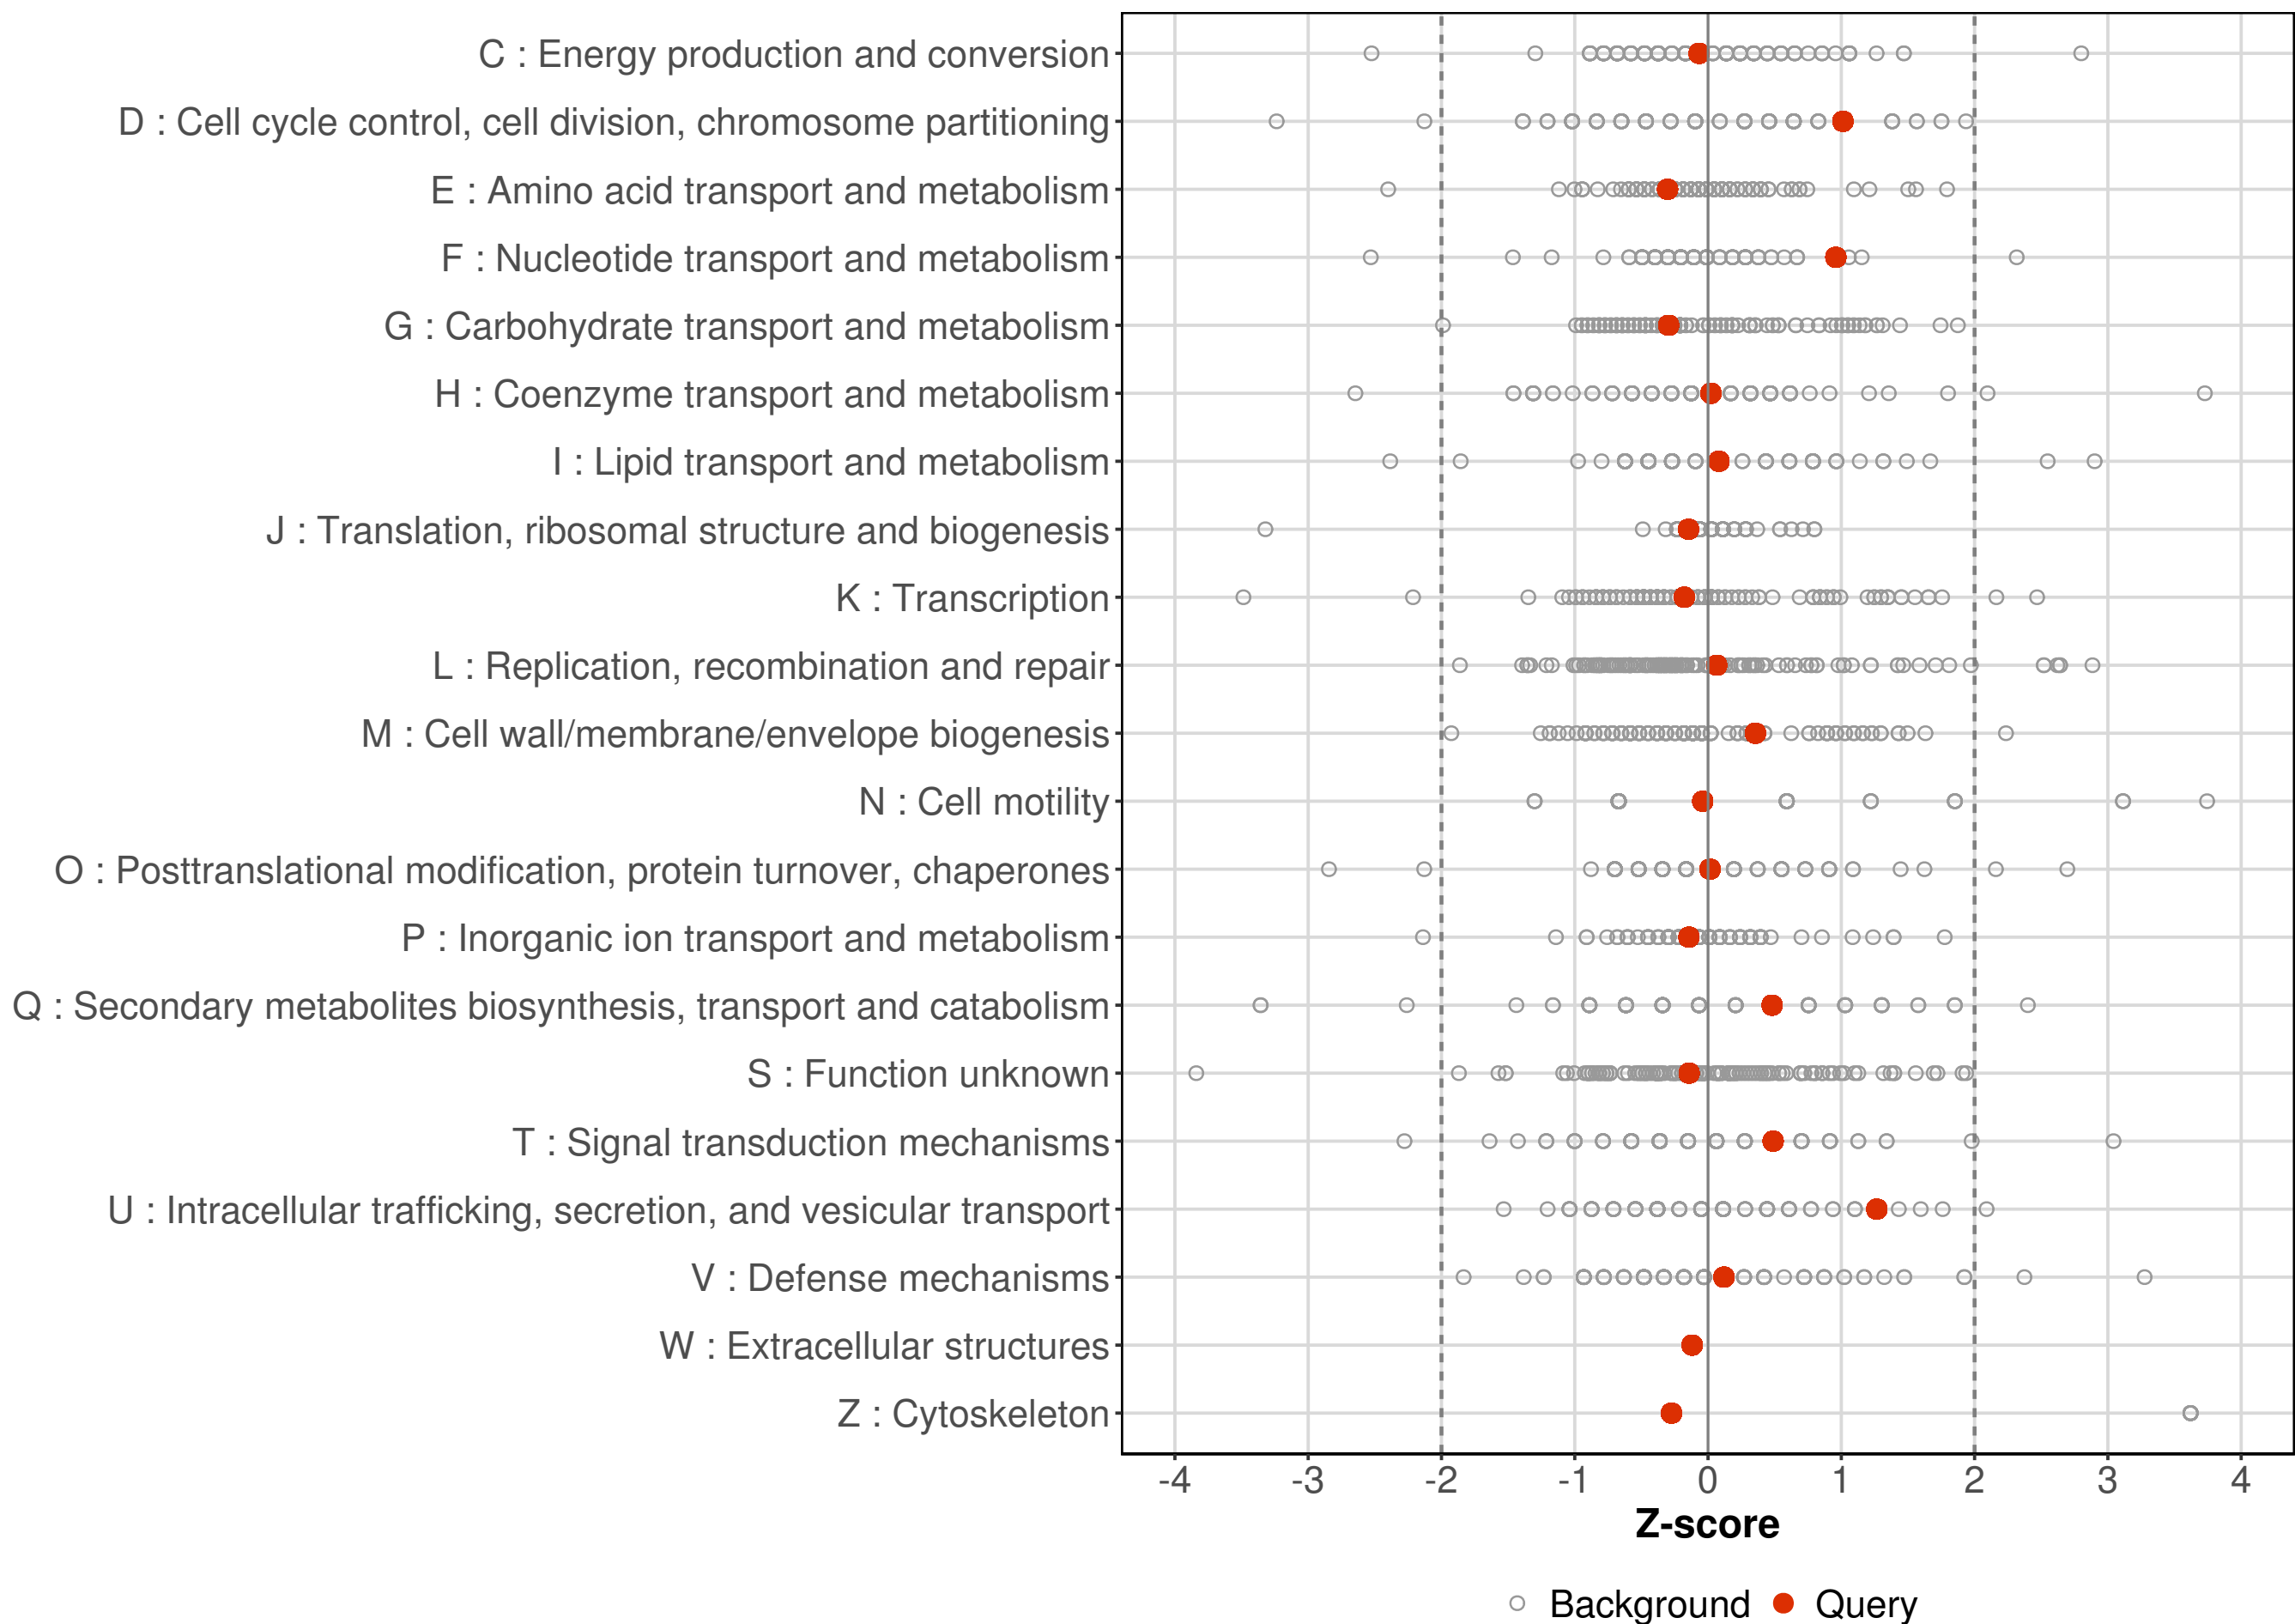 C : Energy production and conversion
D : Cell cycle control, cell division, chromosome partitioning
E : Amino acid transport and metabolism
F : Nucleotide transport and metabolism
G : Carbohydrate transport and metabolism
H : Coenzyme transport and metabolism
I : Lipid transport and metabolism
J : Translation, ribosomal structure and biogenesis
K : Transcription
L : Replication, recombination and repair
M : Cell wall/membrane/envelope biogenesis
N : Cell motility
O : Posttranslational modification, protein turnover, chaperones
P : Inorganic ion transport and metabolism
Q : Secondary metabolites biosynthesis, transport and catabolism
S : Function unknown
T : Signal transduction mechanisms
U : Intracellular trafficking, secretion, and vesicular transport
V : Defense mechanisms
W : Extracellular structures
Z : Cytoskeleton
-4 -3 -2 -1 0 1 2 3 4
Z-score
Background Query